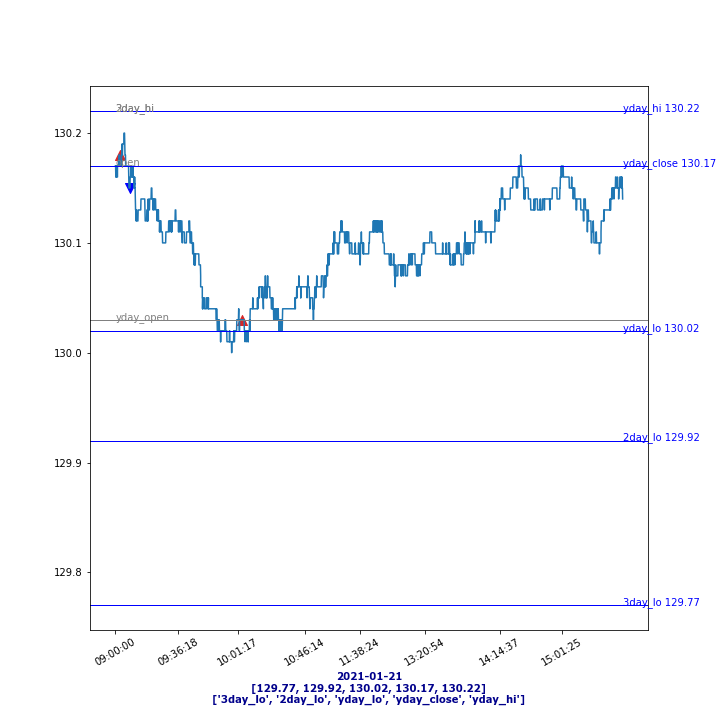 3day_hi
yday_hi 130.22
130.2
open
yday_close 130.17
130.1
yday_open
yday_lo 130.02
130.0
2day_lo 129.92
129.9
129.8
3day_lo 129.77
09:00:00
09:36:18
10:01:17
10:46:14
11:38:24
13:20:54
14:14:37
15:01:25
2021-01-21
[129.77, 129.92, 130.02, 130.17, 130.22]
['3day_lo', '2day_lo', 'yday_lo', 'yday_close', 'yday_hi']